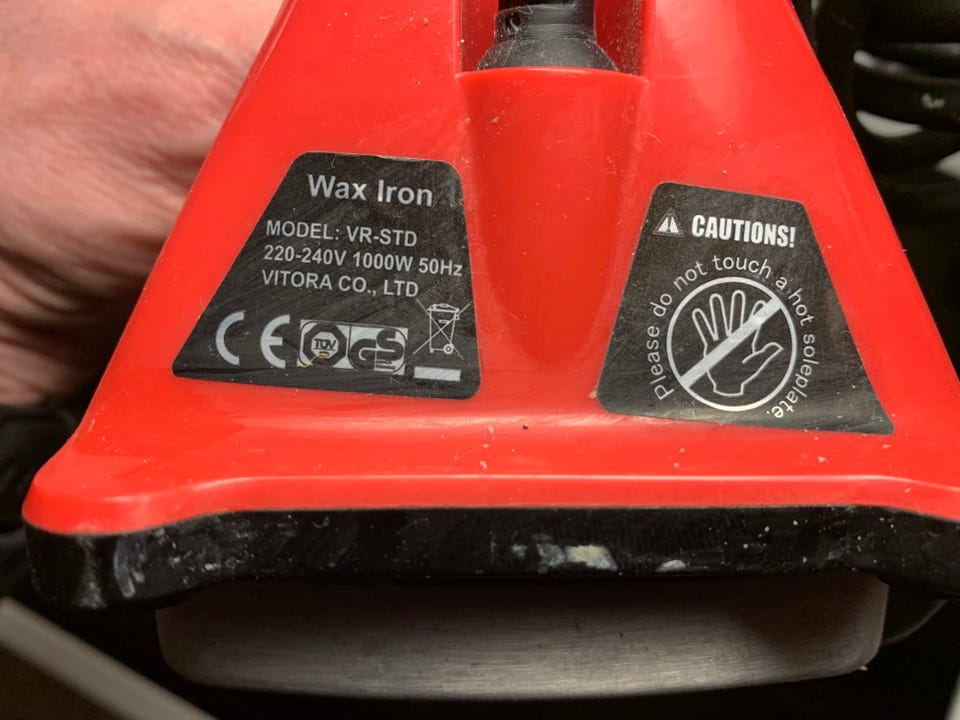 Wax Iron
MODEL: VR-STD
220-240V 1000W 50Hz
VITORA CO., LTD
CE TÜV GS
CAUTIONS!
Please do not touch a hot soleplate.